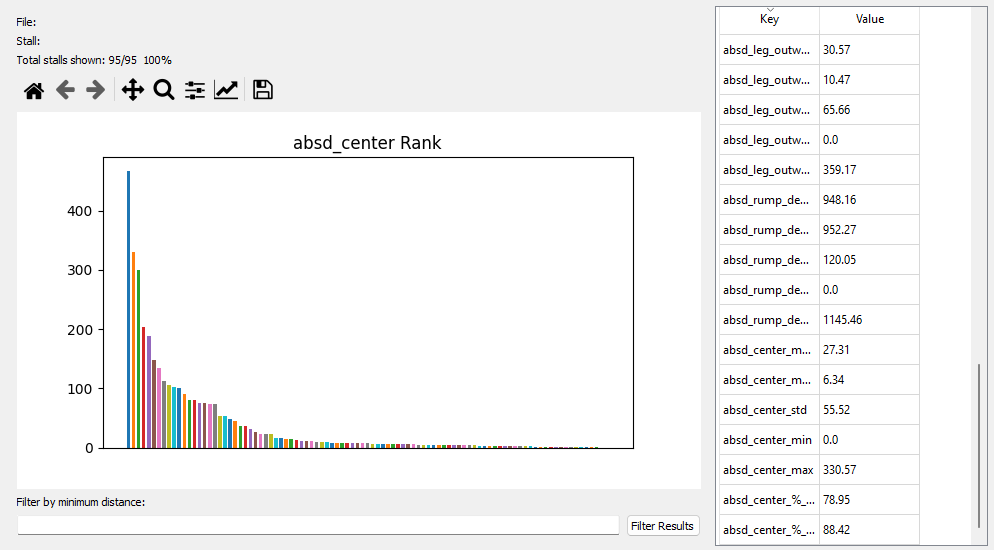 File:
Stall:
Total stalls shown: 95/95 100%
absd_center Rank
400
300
200
100
0
Filter by minimum distance:
Filter Results
Key Value
absd_leg_outw... 30.57
absd_leg_outw... 10.47
absd_leg_outw... 65.66
absd_leg_outw... 0.0
absd_leg_outw... 359.17
absd_rump_de... 948.16
absd_rump_de... 952.27
absd_rump_de... 120.05
absd_rump_de... 0.0
absd_rump_de... 1145.46
absd_center_m... 27.31
absd_center_m... 6.34
absd_center_std 55.52
absd_center_min 0.0
absd_center_max 330.57
absd_center_%_... 78.95
absd_center_%_... 88.42